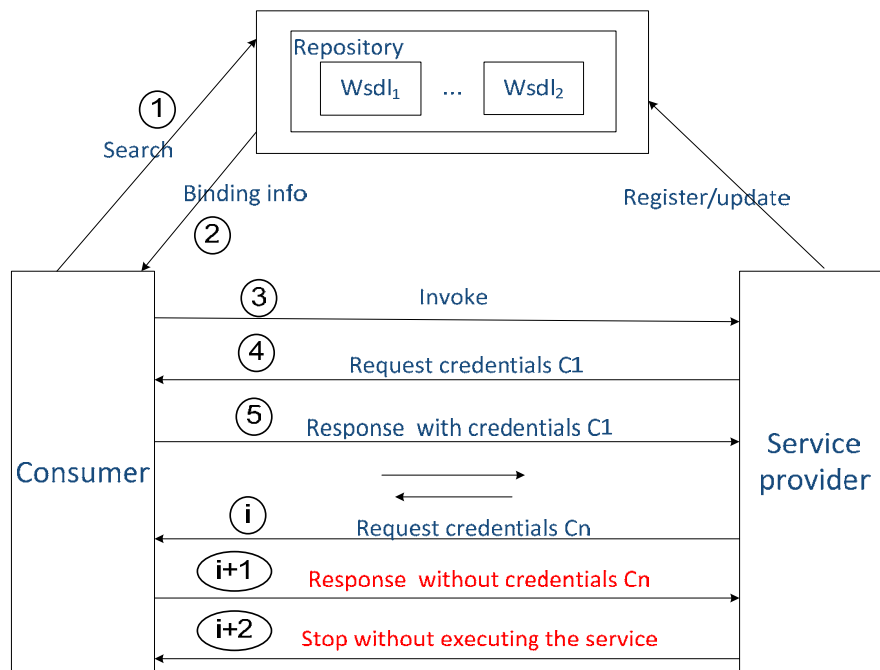 Repository
Wsdl1 ... Wsdl2
1
Search
Binding info
2
Register/update
3
Invoke
4
Request credentials C1
5
Response with credentials C1
Consumer
Service
provider
i
Request credentials Cn
i+1
Response without credentials Cn
i+2
Stop without executing the service